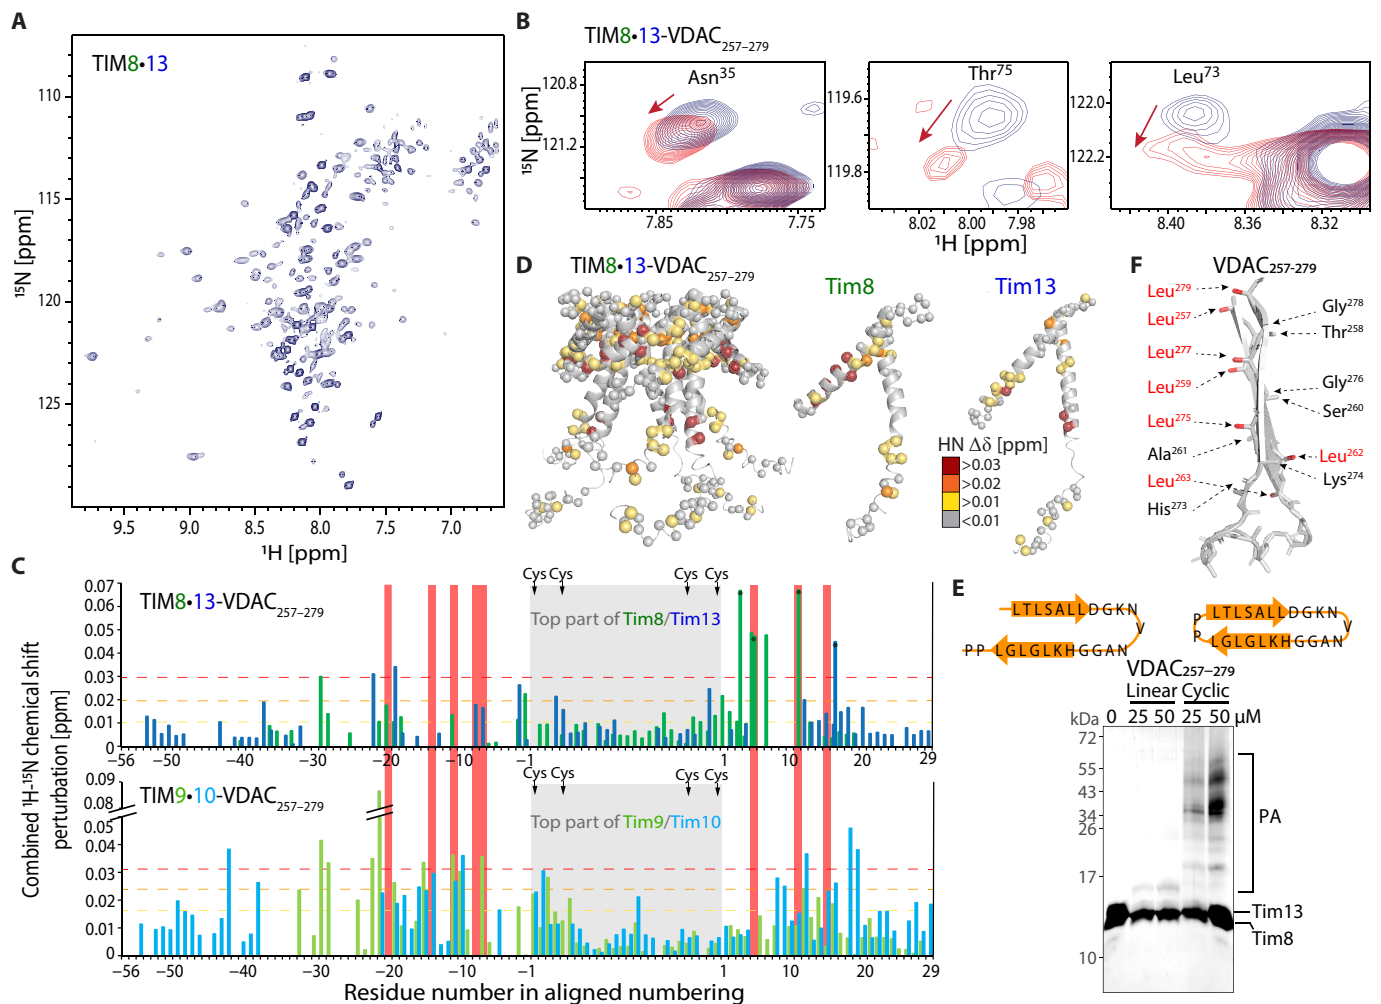 A
TIM8•13
110
115
120
125
¹⁵N [ppm]
9.5 9.0 8.5 8.0 7.5 7.0
¹H [ppm]
B
TIM8•13-VDAC₂₅₇₋₂₇₉
Asn³⁵
120.8
121.2
7.85 7.75
Thr⁷⁵
119.6
119.8
8.02 8.00 7.98
Leu⁷³
122.0
122.2
8.40 8.36 8.32
¹⁵N [ppm]
¹H [ppm]
D
TIM8•13-VDAC₂₅₇₋₂₇₉
Tim8
Tim13
HN Δδ [ppm]
>0.03
>0.02
>0.01
<0.01
F
VDAC₂₅₇₋₂₇₉
Leu²⁷⁹
Leu²⁵⁷
Leu²⁷⁷
Leu²⁵⁹
Leu²⁷⁵
Ala²⁶¹
Leu²⁶³
His²⁷³
Gly²⁷⁸
Thr²⁵⁸
Gly²⁷⁶
Ser²⁶⁰
Leu²⁶²
Lys²⁷⁴
C
Combined ¹H-¹⁵N chemical shift
perturbation [ppm]
TIM8•13-VDAC₂₅₇₋₂₇₉
Cys Cys Cys Cys
Top part of Tim8/Tim13
0.07
0.06
0.05
0.04
0.03
0.02
0.01
0
−56 −50 −40 −30 −20 −10 −1 1 10 20 29
TIM9•10-VDAC₂₅₇₋₂₇₉
Cys Cys Cys Cys
Top part of Tim9/Tim10
0.09
0.08
0.05
0.04
0.03
0.02
0.01
0
−56 −50 −40 −30 −20 −10 −1 1 10 20 29
Residue number in aligned numbering
E
LTLSALLDGKN
V
PPLGLGLKHGGAN
P LTLSALLDGKN
V
P LGLGLKHGGAN
VDAC₂₅₇₋₂₇₉
Linear Cyclic
kDa 0 25 50 25 50 μM
72
55
43
34
26
17
10
PA
Tim13
Tim8